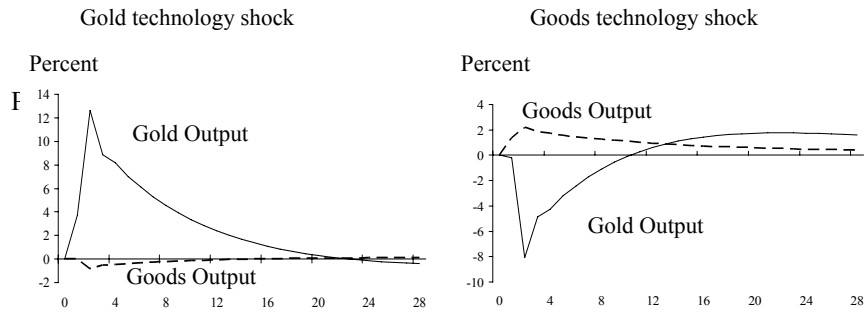 Gold technology shock
Goods technology shock
Percent
Percent
14
12
10
8
6
4
2
0
-2
0 4 8 12 16 20 24 28
Gold Output
Goods Output
4
2
0
-2
-4
-6
-8
-10
0 4 8 12 16 20 24 28
Goods Output
Gold Output